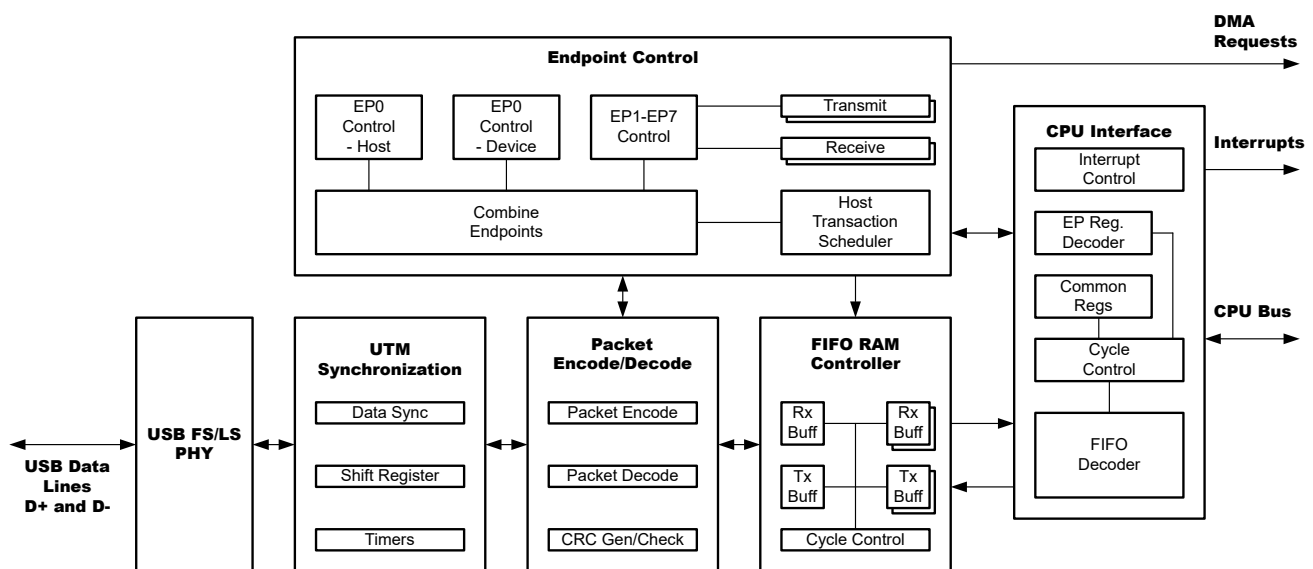 DMA
Requests
Endpoint Control
EP0
Control
- Host
EP0
Control
- Device
EP1-EP7
Control
Transmit
Receive
Combine
Endpoints
Host
Transaction
Scheduler
CPU Interface
Interrupt
Control
EP Reg.
Decoder
Common
Regs
Cycle
Control
FIFO
Decoder
Interrupts
CPU Bus
USB Data
Lines
D+ and D-
USB FS/LS
PHY
UTM
Synchronization
Data Sync
Shift Register
Timers
Packet
Encode/Decode
Packet Encode
Packet Decode
CRC Gen/Check
FIFO RAM
Controller
Rx
Buff
Rx
Buff
Tx
Buff
Tx
Buff
Cycle Control